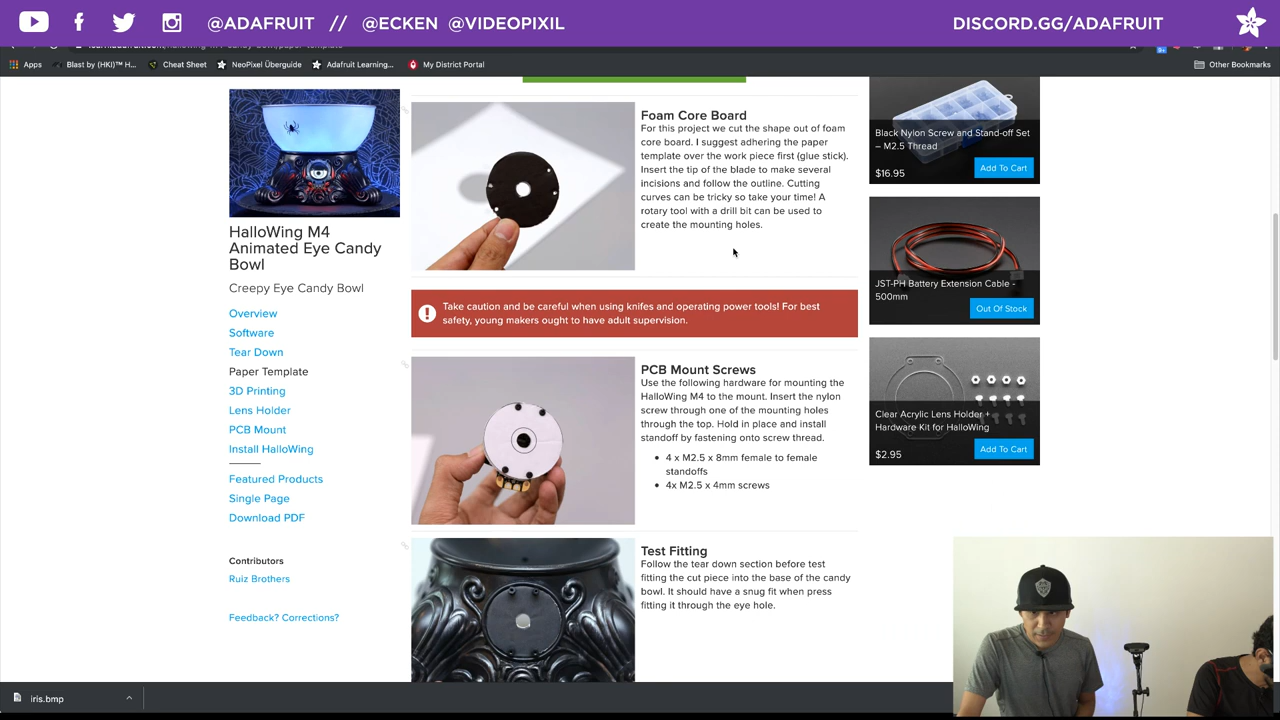 @ADAFRUIT // @ECKEN @VIDEOPIXIL
DISCORD.GG/ADAFRUIT
Apps
Blast by (HKI)™ H...
Cheat Sheet
NeoPixel Überguide
Adafruit Learning...
My District Portal
Other Bookmarks
HalloWing M4
Animated Eye Candy
Bowl
Creepy Eye Candy Bowl
Overview
Software
Tear Down
Paper Template
3D Printing
Lens Holder
PCB Mount
Install HalloWing
Featured Products
Single Page
Download PDF
Contributors
Ruiz Brothers
Feedback? Corrections?
Foam Core Board
For this project we cut the shape out of foam
core board. I suggest adhering the paper
template over the work piece first (glue stick).
Insert the tip of the blade to make several
incisions and follow the outline. Cutting
curves can be tricky so take your time! A
rotary tool with a drill bit can be used to
create the mounting holes.
Take caution and be careful when using knifes and operating power tools! For best
safety, young makers ought to have adult supervision.
PCB Mount Screws
Use the following hardware for mounting the
HalloWing M4 to the mount. Insert the nylon
screw through one of the mounting holes
through the top. Hold in place and install
standoff by fastening onto screw thread.
4 x M2.5 x 8mm female to female
standoffs
4x M2.5 x 4mm screws
Test Fitting
Follow the tear down section before test
fitting the cut piece into the base of the candy
bowl. It should have a snug fit when press
fitting it through the eye hole.
Black Nylon Screw and Stand-off Set
– M2.5 Thread
$16.95
Add To Cart
JST-PH Battery Extension Cable -
500mm
Out Of Stock
Clear Acrylic Lens Holder +
Hardware Kit for HalloWing
$2.95
Add To Cart
iris.bmp